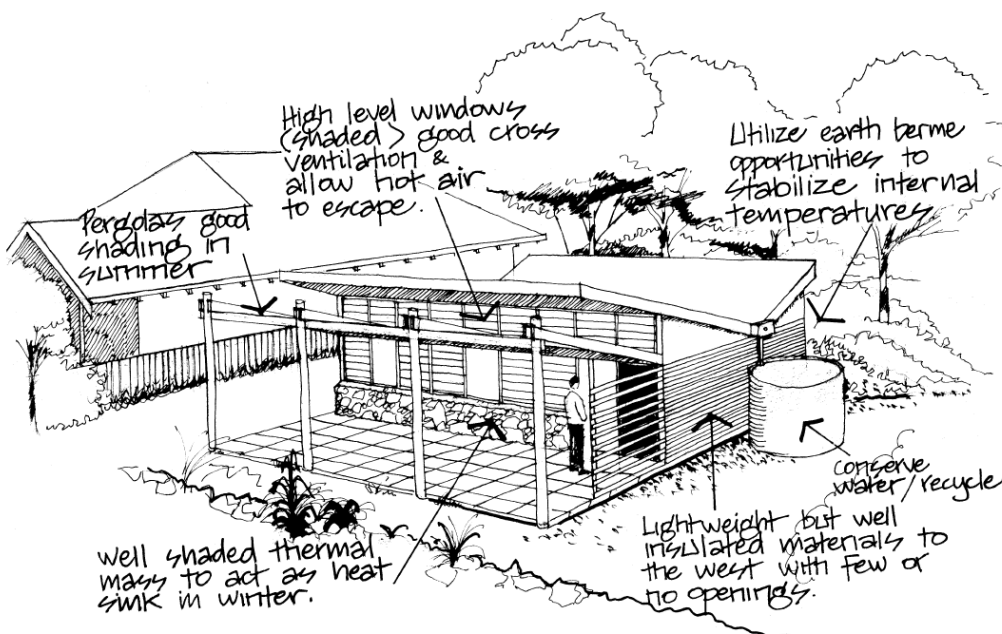 High level windows
(shaded) good cross
ventilation &
allow hot air
to escape.
Utilize earth berme
opportunities to
stabilize internal
temperatures
Pergolas good
shading in
summer
conserve
water/recycle
Well shaded thermal
mass to act as heat
sink in winter.
Lightweight but well
insulated materials to
the west with few or
no openings.